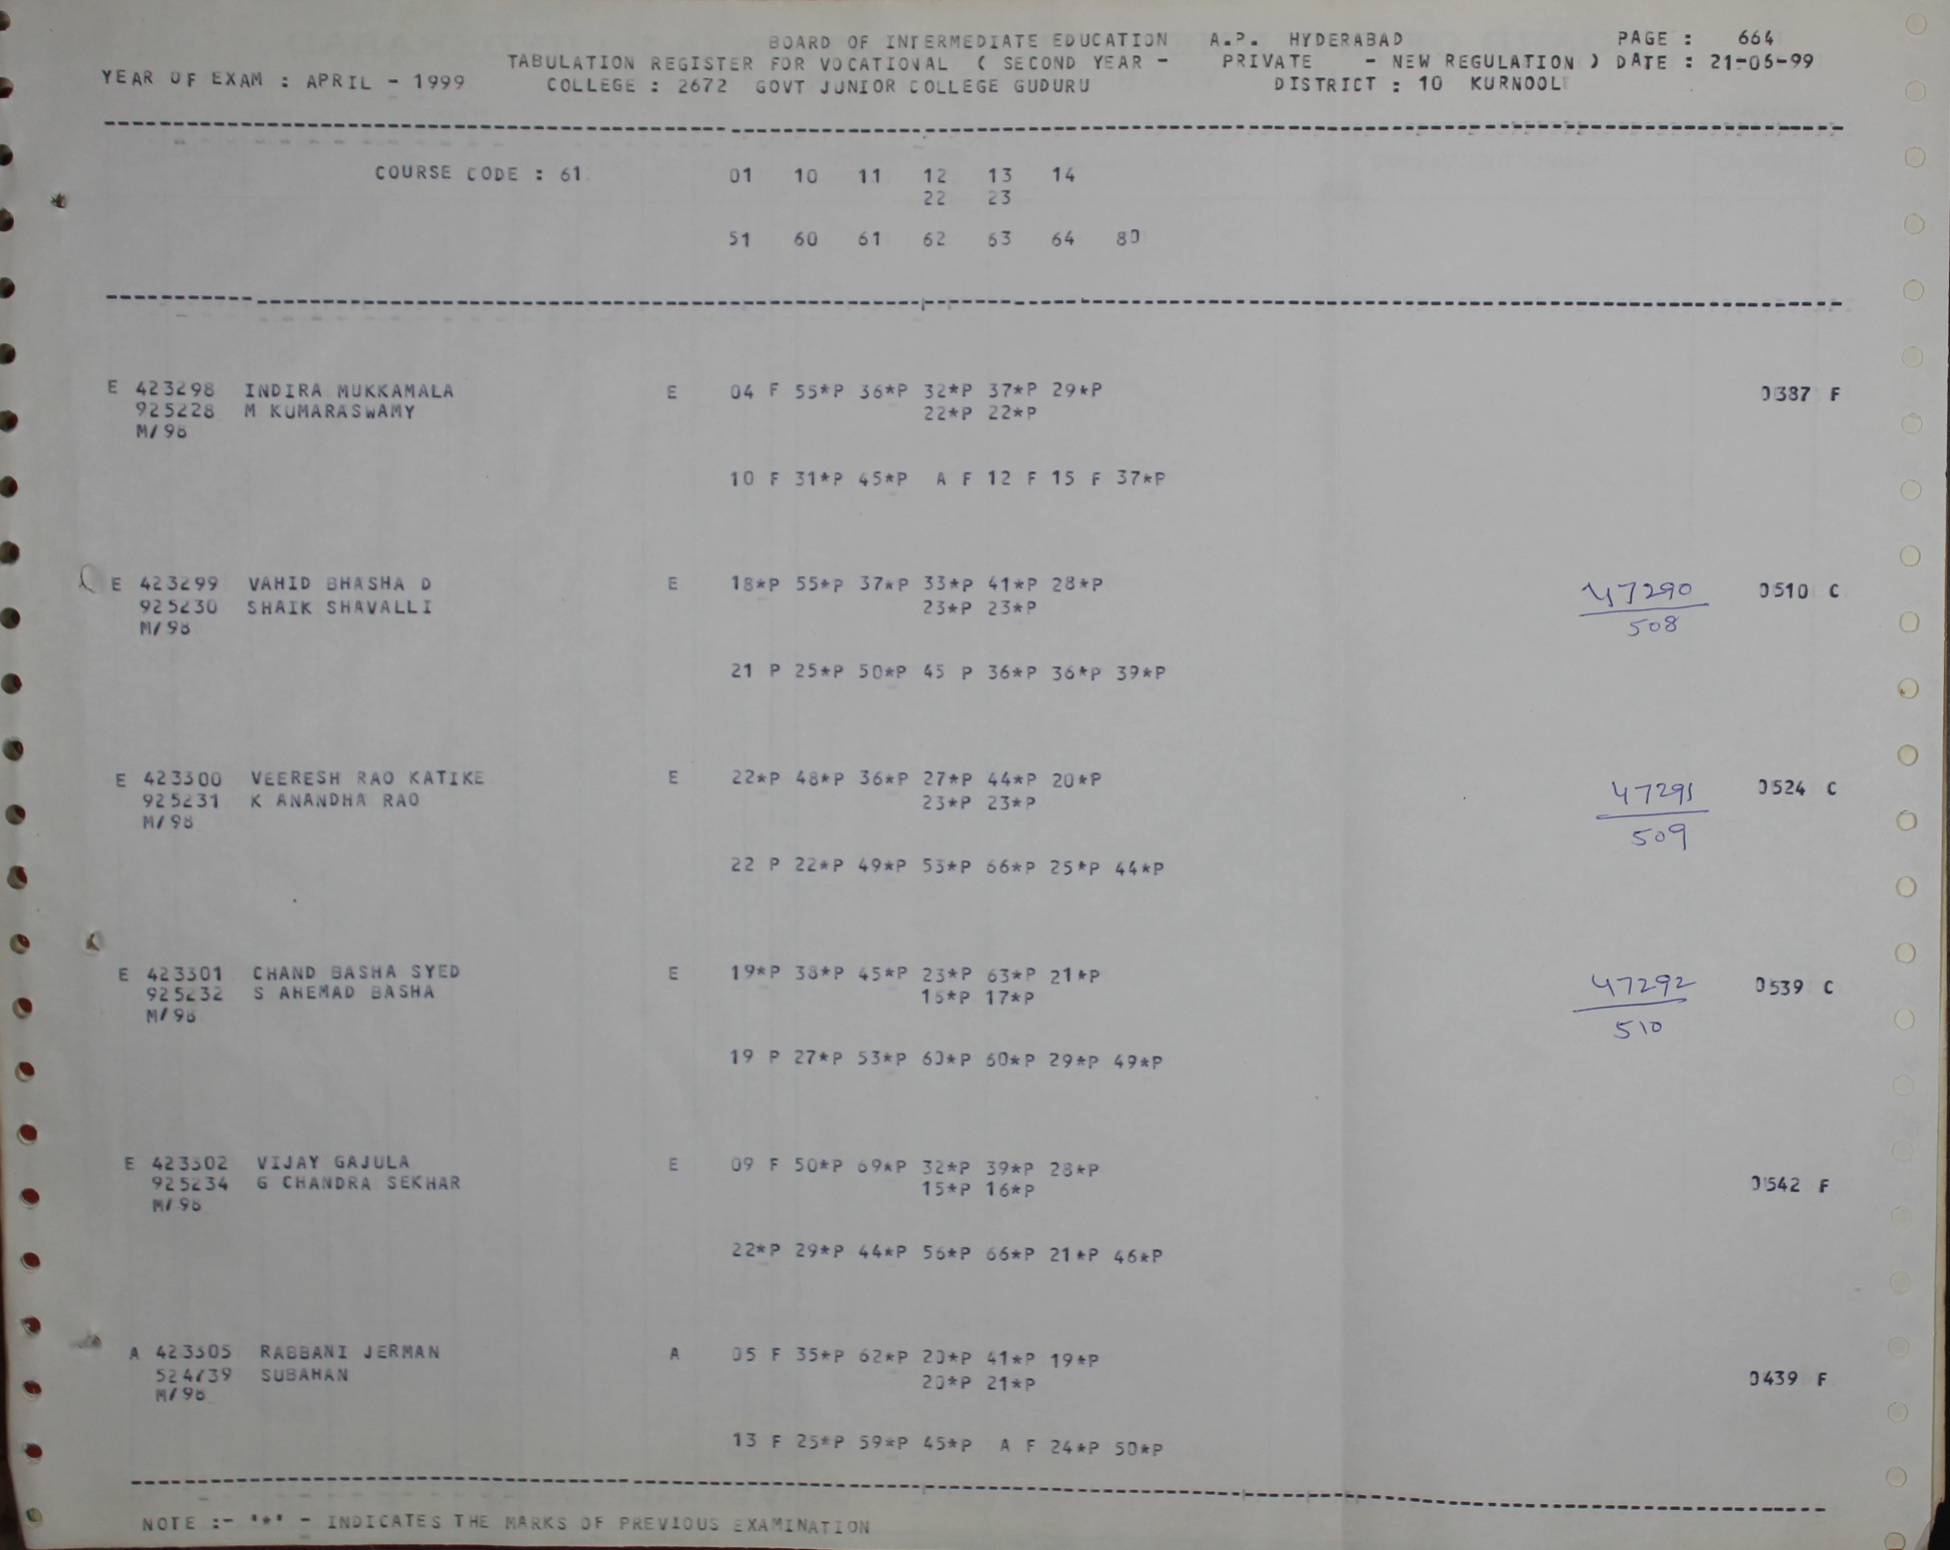 BOARD OF INTERMEDIATE EDUCATION A.P. HYDERABAD PAGE : 664
TABULATION REGISTER FOR VOCATIONAL ( SECOND YEAR - PRIVATE - NEW REGULATION ) DATE : 21-06-99
YEAR OF EXAM : APRIL - 1999 COLLEGE : 2672 GOVT JUNIOR COLLEGE GUDURU DISTRICT : 10 KURNOOL
COURSE CODE : 61 01 10 11 12 13 14
22 23
51 60 61 62 63 64 80
E 423298 INDIRA MUKKAMALA E 04 F 55*P 36*P 32*P 37*P 29*P 0387 F
925228 M KUMARASWAMY 22*P 22*P
M/98
10 F 31*P 45*P A F 12 F 15 F 37*P
E 423299 VAHID BHASHA D E 18*P 55*P 37*P 33*P 41*P 28*P 47290 0510 C
925230 SHAIK SHAVALLI 23*P 23*P 508
M/98
21 P 25*P 50*P 45 P 36*P 36*P 39*P
E 423300 VEERESH RAO KATIKE E 22*P 48*P 36*P 27*P 44*P 20*P 47291 0524 C
925231 K ANANDHA RAO 23*P 23*P 509
M/98
22 P 22*P 49*P 53*P 66*P 25*P 44*P
E 423301 CHAND BASHA SYED E 19*P 38*P 45*P 23*P 63*P 21*P 47292 0539 C
925232 S AHEMAD BASHA 15*P 17*P 510
M/98
19 P 27*P 53*P 60*P 60*P 29*P 49*P
E 423302 VIJAY GAJULA E 09 F 50*P 69*P 32*P 39*P 28*P 0542 F
925234 G CHANDRA SEKHAR 15*P 16*P
M/98
22*P 29*P 44*P 56*P 66*P 21*P 46*P
A 423305 RABBANI JERMAN A 05 F 35*P 62*P 20*P 41*P 19*P 0439 F
524739 SUBAHAN 20*P 21*P
M/98
13 F 25*P 59*P 45*P A F 24*P 50*P
NOTE :- '*' - INDICATES THE MARKS OF PREVIOUS EXAMINATION